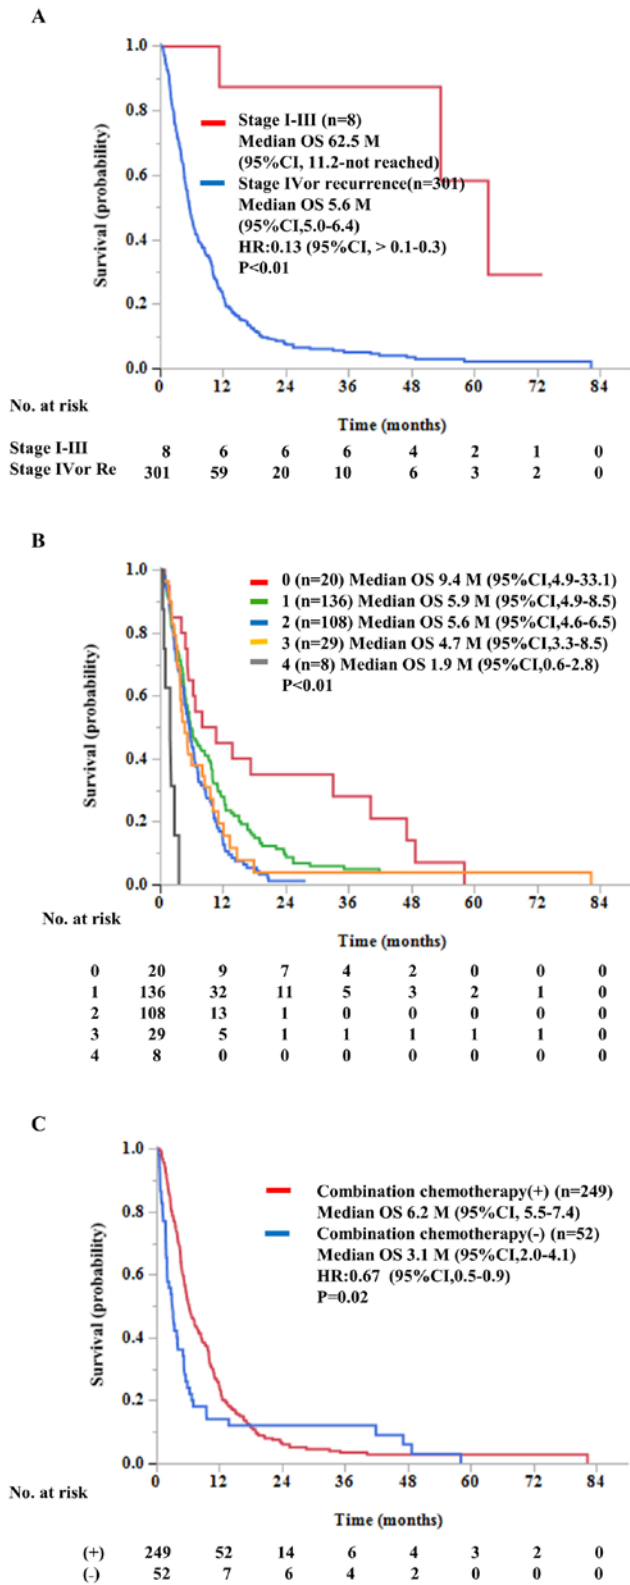 A
1.0
Stage I-III (n=8)
0.8
Median OS 62.5 M
(95%CI, 11.2-not reached)
Stage IVor recurrence(n=301)
0.6
Median OS 5.6 M
(95%CI,5.0-6.4)
0.4
HR:0.13 (95%CI, > 0.1-0.3)
P<0.01
0.2
0.0
Survival (probability)
0 12 24 36 48 60 72 84
No. at risk
Time (months)
Stage I-III 8 6 6 6 4 2 1 0
Stage IVor Re 301 59 20 10 6 3 2 0
B
1.0
0 (n=20) Median OS 9.4 M (95%CI,4.9-33.1)
1 (n=136) Median OS 5.9 M (95%CI,4.9-8.5)
2 (n=108) Median OS 5.6 M (95%CI,4.6-6.5)
0.8
3 (n=29) Median OS 4.7 M (95%CI,3.3-8.5)
4 (n=8) Median OS 1.9 M (95%CI,0.6-2.8)
P<0.01
0.6
0.4
0.2
0.0
Survival (probability)
0 12 24 36 48 60 72 84
No. at risk
Time (months)
0 20 9 7 4 2 0 0 0
1 136 32 11 5 3 2 1 0
2 108 13 1 0 0 0 0 0
3 29 5 1 1 1 1 1 0
4 8 0 0 0 0 0 0 0
C
1.0
Combination chemotherapy(+) (n=249)
Median OS 6.2 M (95%CI, 5.5-7.4)
0.8
Combination chemotherapy(-) (n=52)
Median OS 3.1 M (95%CI,2.0-4.1)
HR:0.67 (95%CI,0.5-0.9)
P=0.02
0.6
0.4
0.2
0.0
Survival (probability)
0 12 24 36 48 60 72 84
No. at risk
Time (months)
(+) 249 52 14 6 4 3 2 0
(-) 52 7 6 4 2 0 0 0